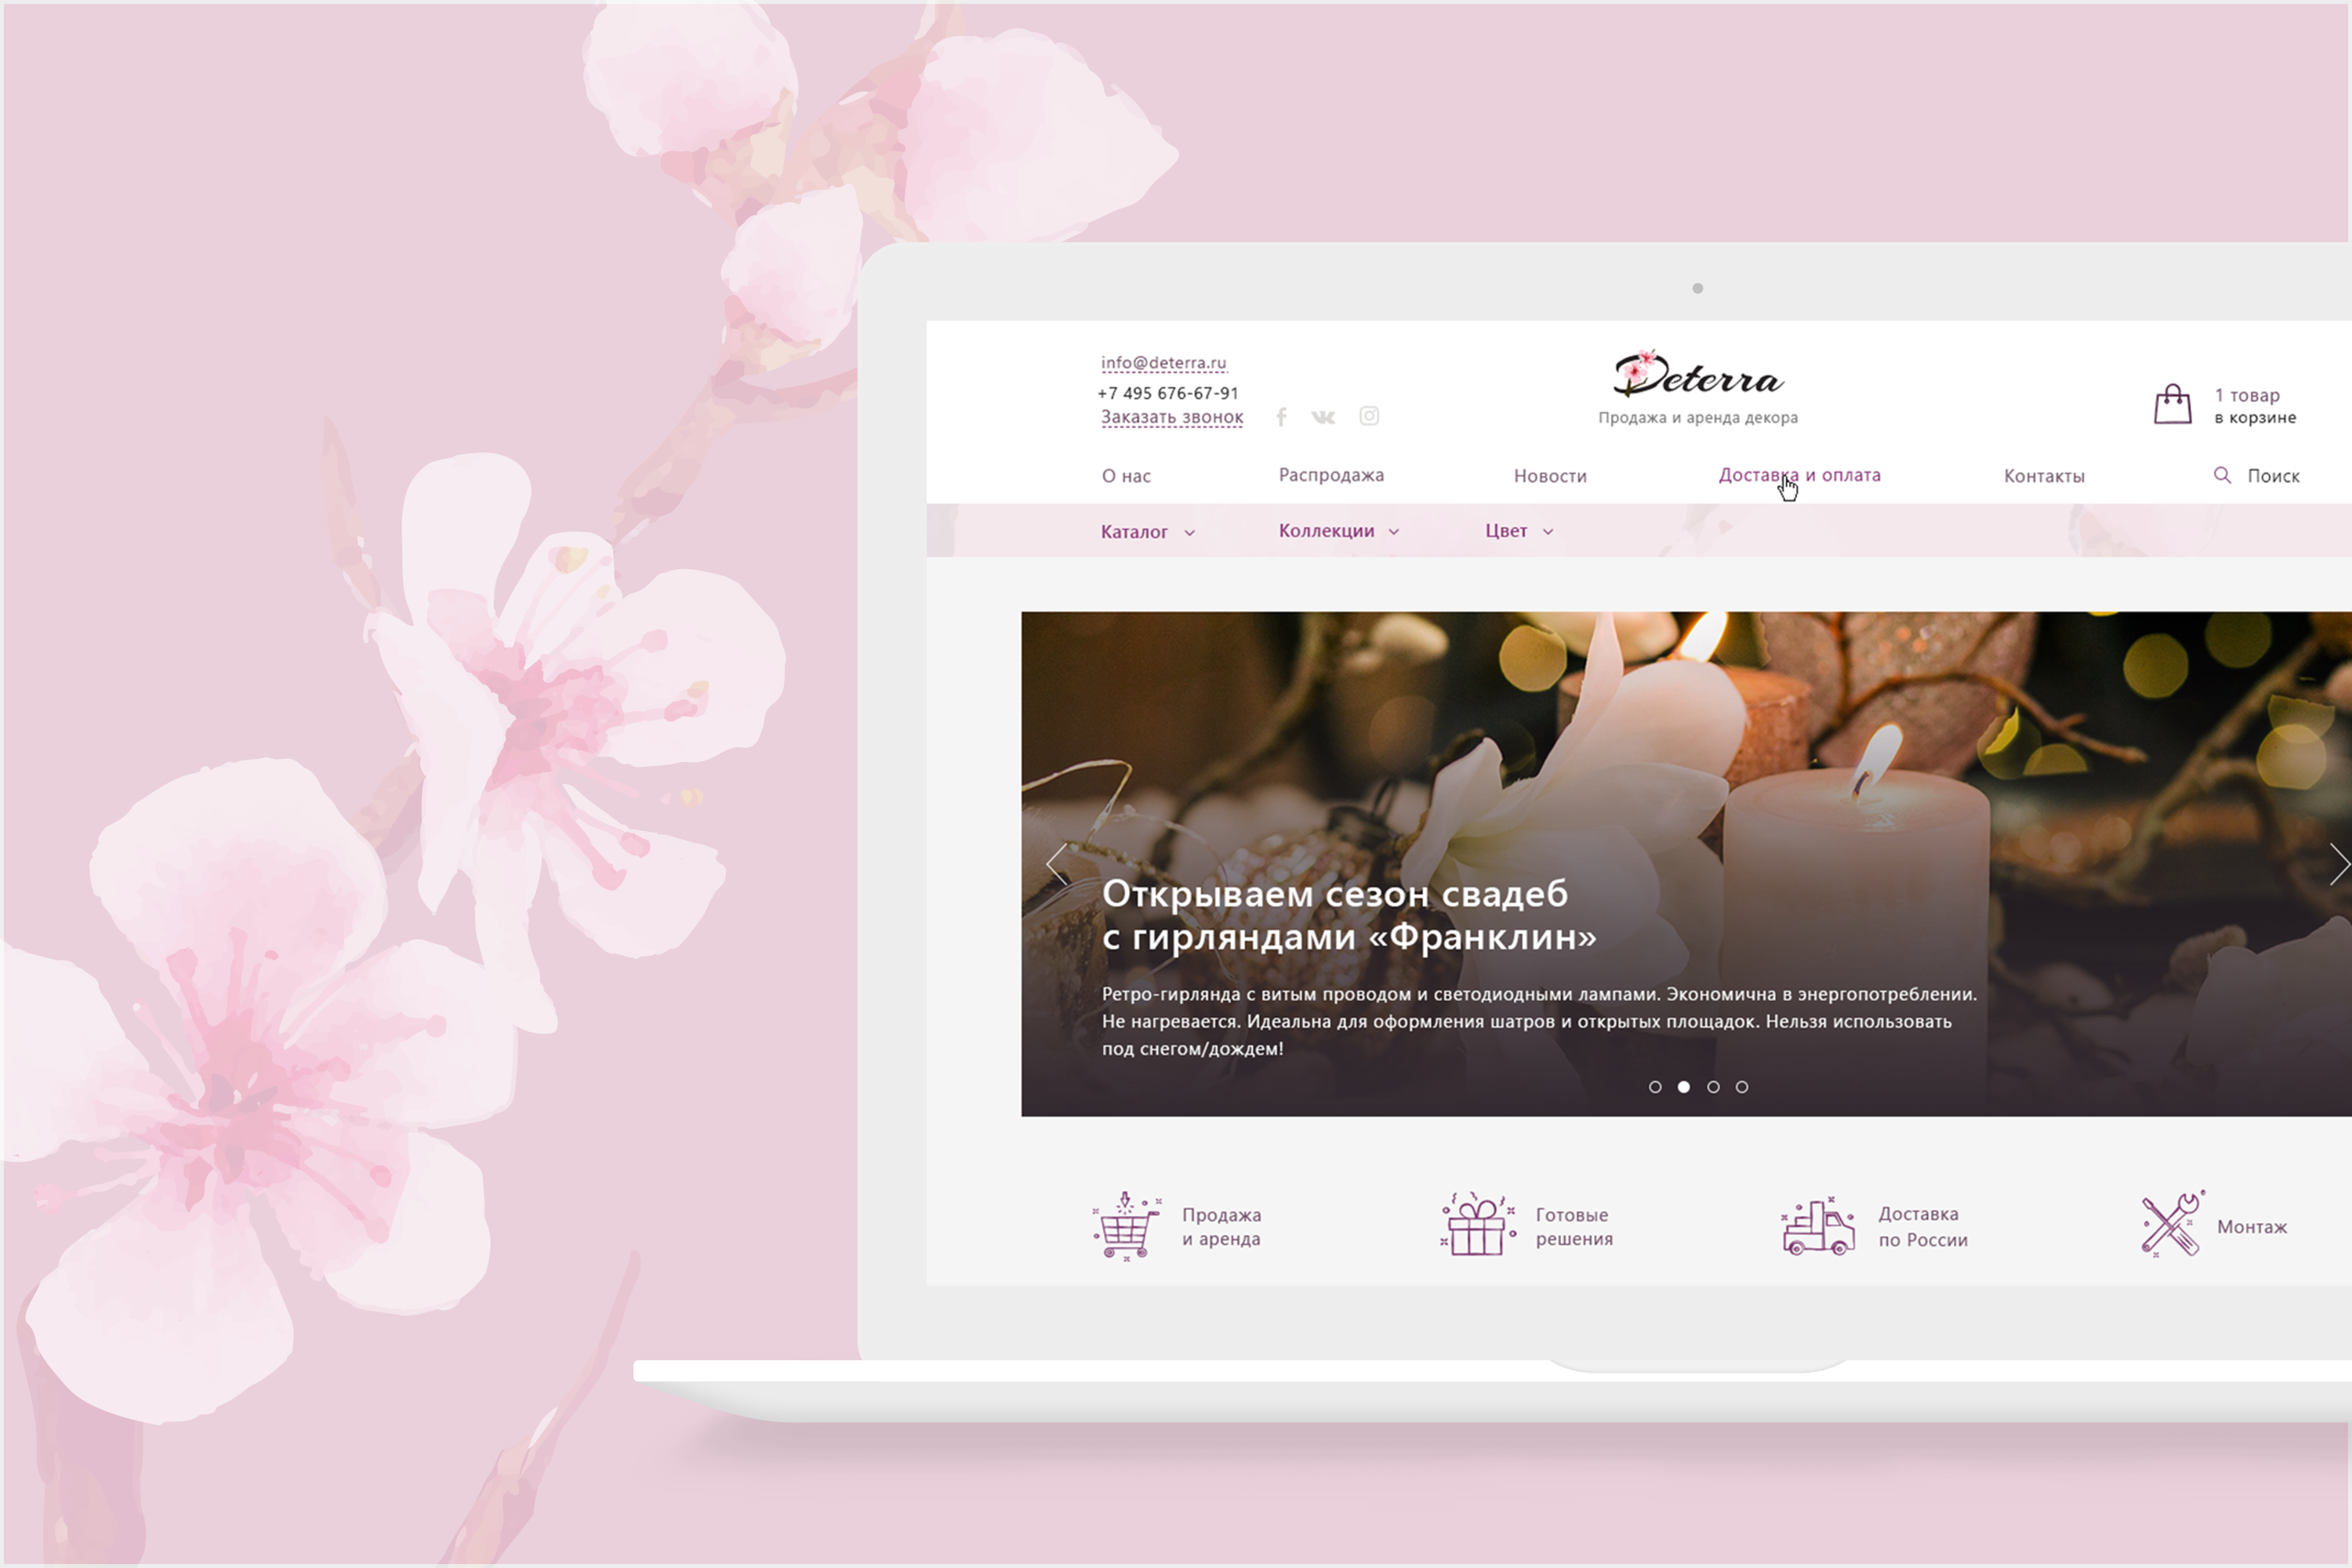 info@deterra.ru
+7 495 676-67-91
Заказать звонок
Deterra
Продажа и аренда декора
1 товар
в корзине
О нас
Распродажа
Новости
Доставка и оплата
Контакты
Поиск
Каталог
Коллекции
Цвет
Открываем сезон свадеб
с гирляндами «Франклин»
Ретро-гирлянда с витым проводом и светодиодными лампами. Экономична в энергопотреблении.
Не нагревается. Идеальна для оформления шатров и открытых площадок. Нельзя использовать
под снегом/дождем!
Продажа
и аренда
Готовые
решения
Доставка
по России
Монтаж